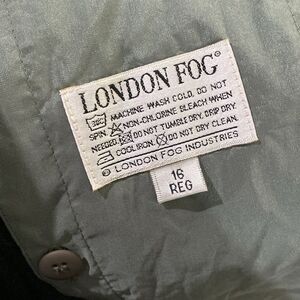 LONDON FOG®
MACHINE WASH COLD, DO NOT
SPIN. NON-CHLORINE BLEACH WHEN
NEEDED. DO NOT TUMBLE DRY, DRIP DRY.
COOL IRON. DO NOT DRY CLEAN.
© LONDON FOG INDUSTRIES
16
REG